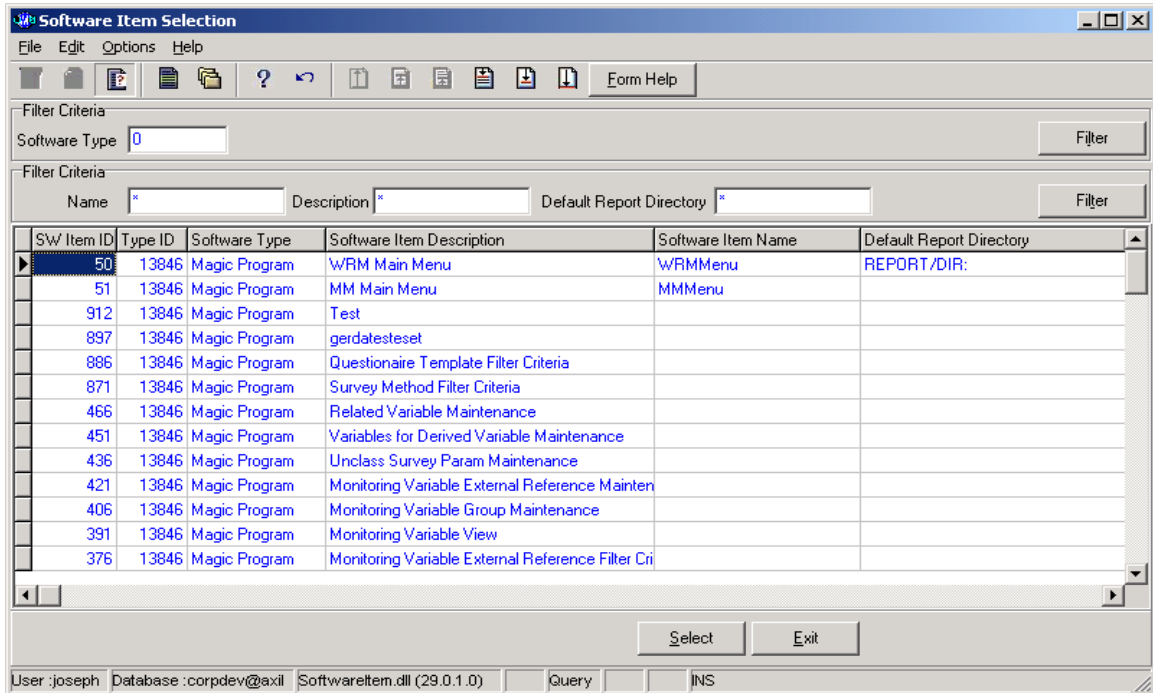 Software Item Selection
File Edit Options Help
? Form Help
Filter Criteria
Software Type 0 Filter
Filter Criteria
Name * Description * Default Report Directory * Filter
SW Item ID Type ID Software Type Software Item Description Software Item Name Default Report Directory
50 13846 Magic Program WRM Main Menu WRMMenu REPORT/DIR:
51 13846 Magic Program MM Main Menu MMMenu
912 13846 Magic Program Test
897 13846 Magic Program gerdatesteset
886 13846 Magic Program Questionaire Template Filter Criteria
871 13846 Magic Program Survey Method Filter Criteria
466 13846 Magic Program Related Variable Maintenance
451 13846 Magic Program Variables for Derived Variable Maintenance
436 13846 Magic Program Unclass Survey Param Maintenance
421 13846 Magic Program Monitoring Variable External Reference Mainten
406 13846 Magic Program Monitoring Variable Group Maintenance
391 13846 Magic Program Monitoring Variable View
376 13846 Magic Program Monitoring Variable External Reference Filter Cri
Select Exit
User :joseph Database :corpdev@axil SoftwareItem.dll (29.0.1.0) Query INS